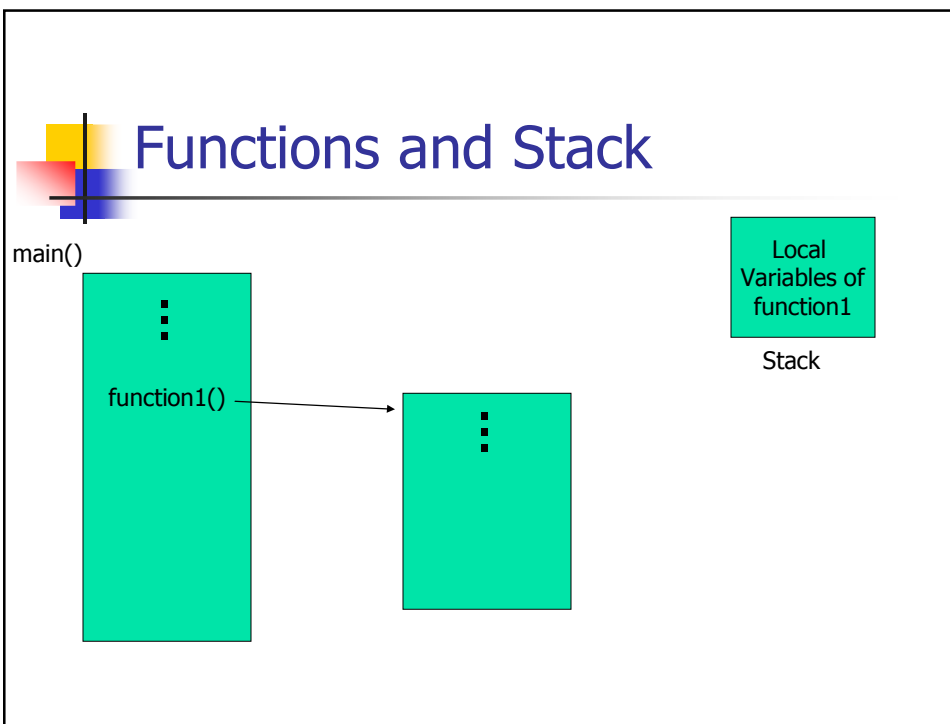 Functions and Stack
main()
Local
Variables of
function1
Stack
function1()